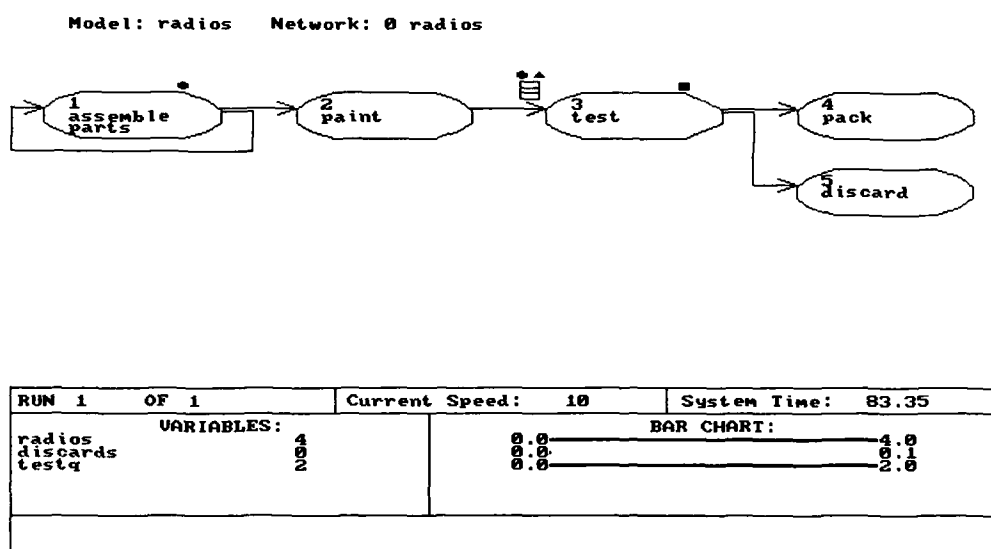 Model: radios Network: 0 radios
1
assemble
parts
2
paint
3
test
4
pack
5
discard
RUN 1 OF 1 Current Speed: 10 System Time: 83.35
VARIABLES: BAR CHART:
radios 4 0.0 4.0
discards 0 0.0 0.1
testq 2 0.0 2.0